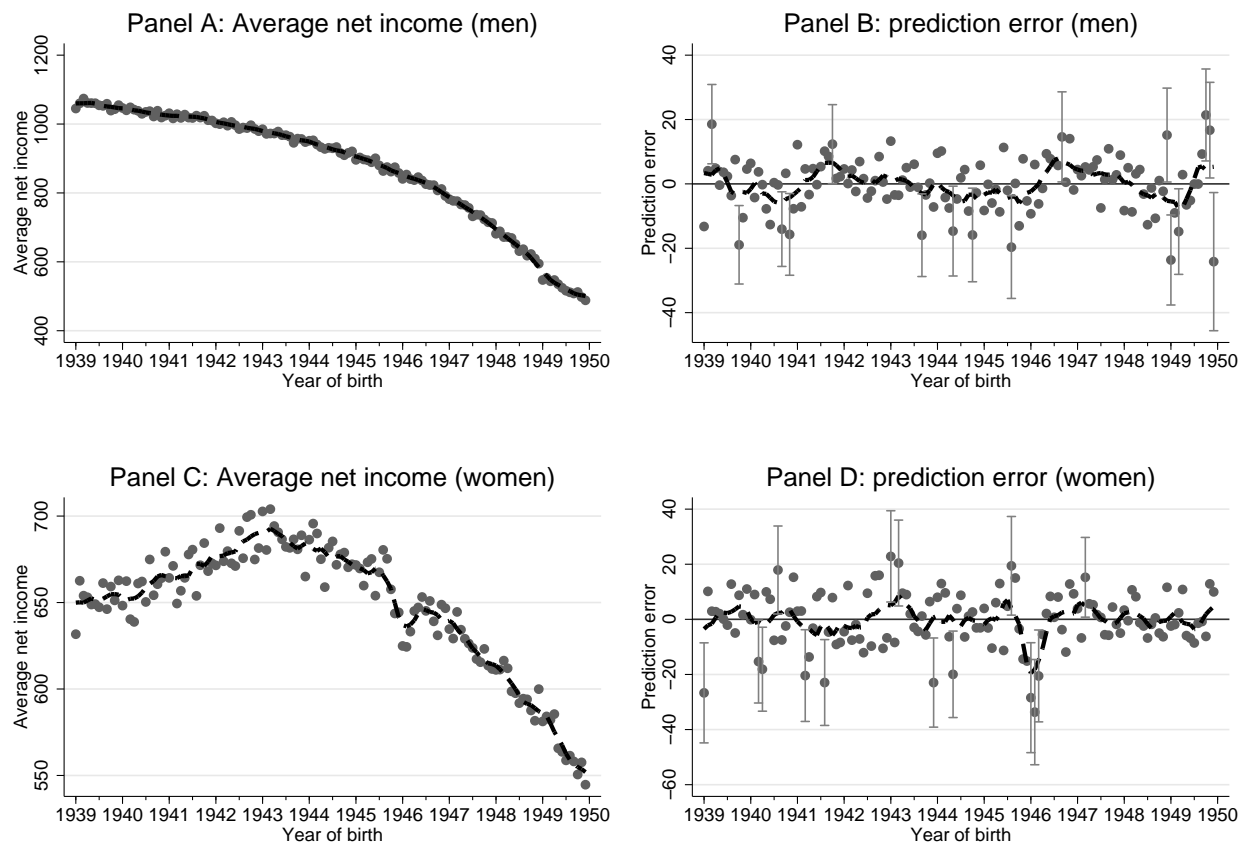 Panel A: Average net income (men)
Average net income
1200
1000
800
600
400
1939 1940 1941 1942 1943 1944 1945 1946 1947 1948 1949 1950
Year of birth
Panel B: prediction error (men)
Prediction error
40
20
0
−20
−40
1939 1940 1941 1942 1943 1944 1945 1946 1947 1948 1949 1950
Year of birth
Panel C: Average net income (women)
Average net income
700
650
600
550
1939 1940 1941 1942 1943 1944 1945 1946 1947 1948 1949 1950
Year of birth
Panel D: prediction error (women)
Prediction error
40
20
0
−20
−40
−60
1939 1940 1941 1942 1943 1944 1945 1946 1947 1948 1949 1950
Year of birth